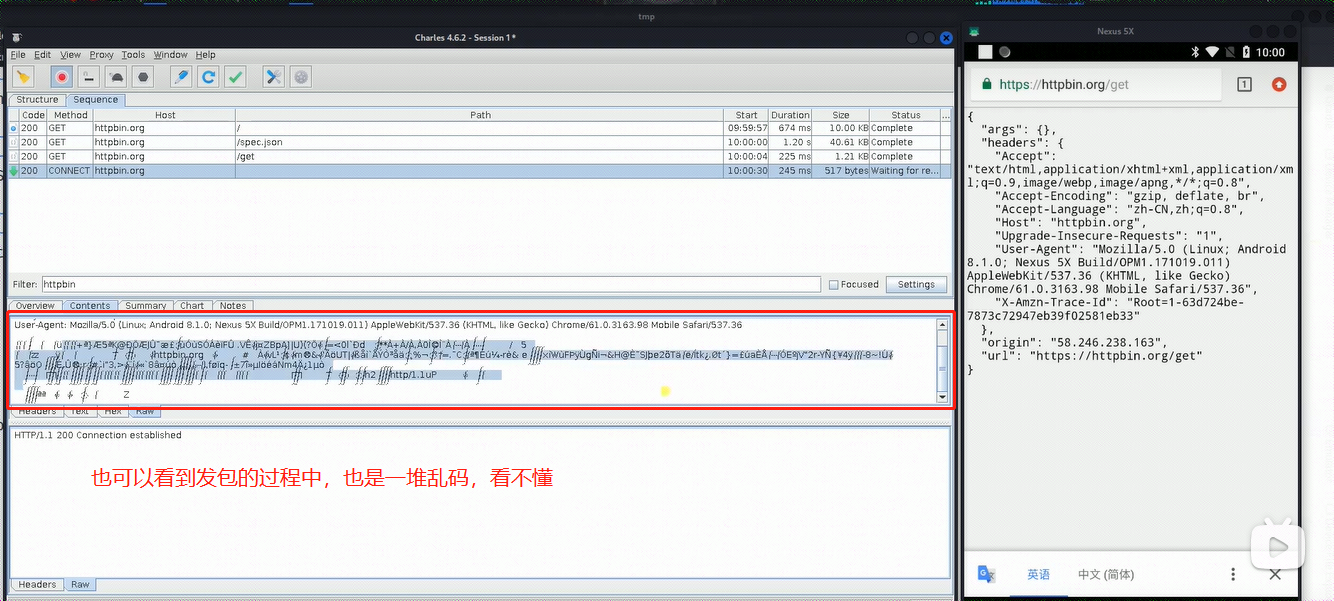 tmp
Charles 4.6.2 - Session 1 *
File Edit View Proxy Tools Window Help
Structure Sequence
Code Method Host Path Start Duration Size Status ...
200 GET httpbin.org / 09:59:57 674 ms 10.00 KB Complete
200 GET httpbin.org /spec.json 10:00:00 1.20 s 40.61 KB Complete
200 GET httpbin.org /get 10:00:04 225 ms 1.21 KB Complete
200 CONNECT httpbin.org 10:00:30 245 ms 517 bytes Waiting for re...
Filter: httpbin Focused Settings
Overview Contents Summary Chart Notes
User-Agent: Mozilla/5.0 (Linux; Android 8.1.0; Nexus 5X Build/OPM1.171019.011) AppleWebKit/537.36 (KHTML, like Gecko) Chrome/61.0.3163.98 Mobile Safari/537.36
httpbin.org
h2 http/1.1
Headers Text Hex Raw
HTTP/1.1 200 Connection established
也可以看到发包的过程中，也是一堆乱码，看不懂
Headers Raw
Nexus 5X
10:00
https://httpbin.org/get 1
{
"args": {},
"headers": {
"Accept":
"text/html,application/xhtml+xml,application/xm
l;q=0.9,image/webp,image/apng,*/*;q=0.8",
"Accept-Encoding": "gzip, deflate, br",
"Accept-Language": "zh-CN,zh;q=0.8",
"Host": "httpbin.org",
"Upgrade-Insecure-Requests": "1",
"User-Agent": "Mozilla/5.0 (Linux; Android
8.1.0; Nexus 5X Build/OPM1.171019.011)
AppleWebKit/537.36 (KHTML, like Gecko)
Chrome/61.0.3163.98 Mobile Safari/537.36",
"X-Amzn-Trace-Id": "Root=1-63d724be-
7873c72947eb39f02581eb33"
},
"origin": "58.246.238.163",
"url": "https://httpbin.org/get"
}
英语 中文 (简体)